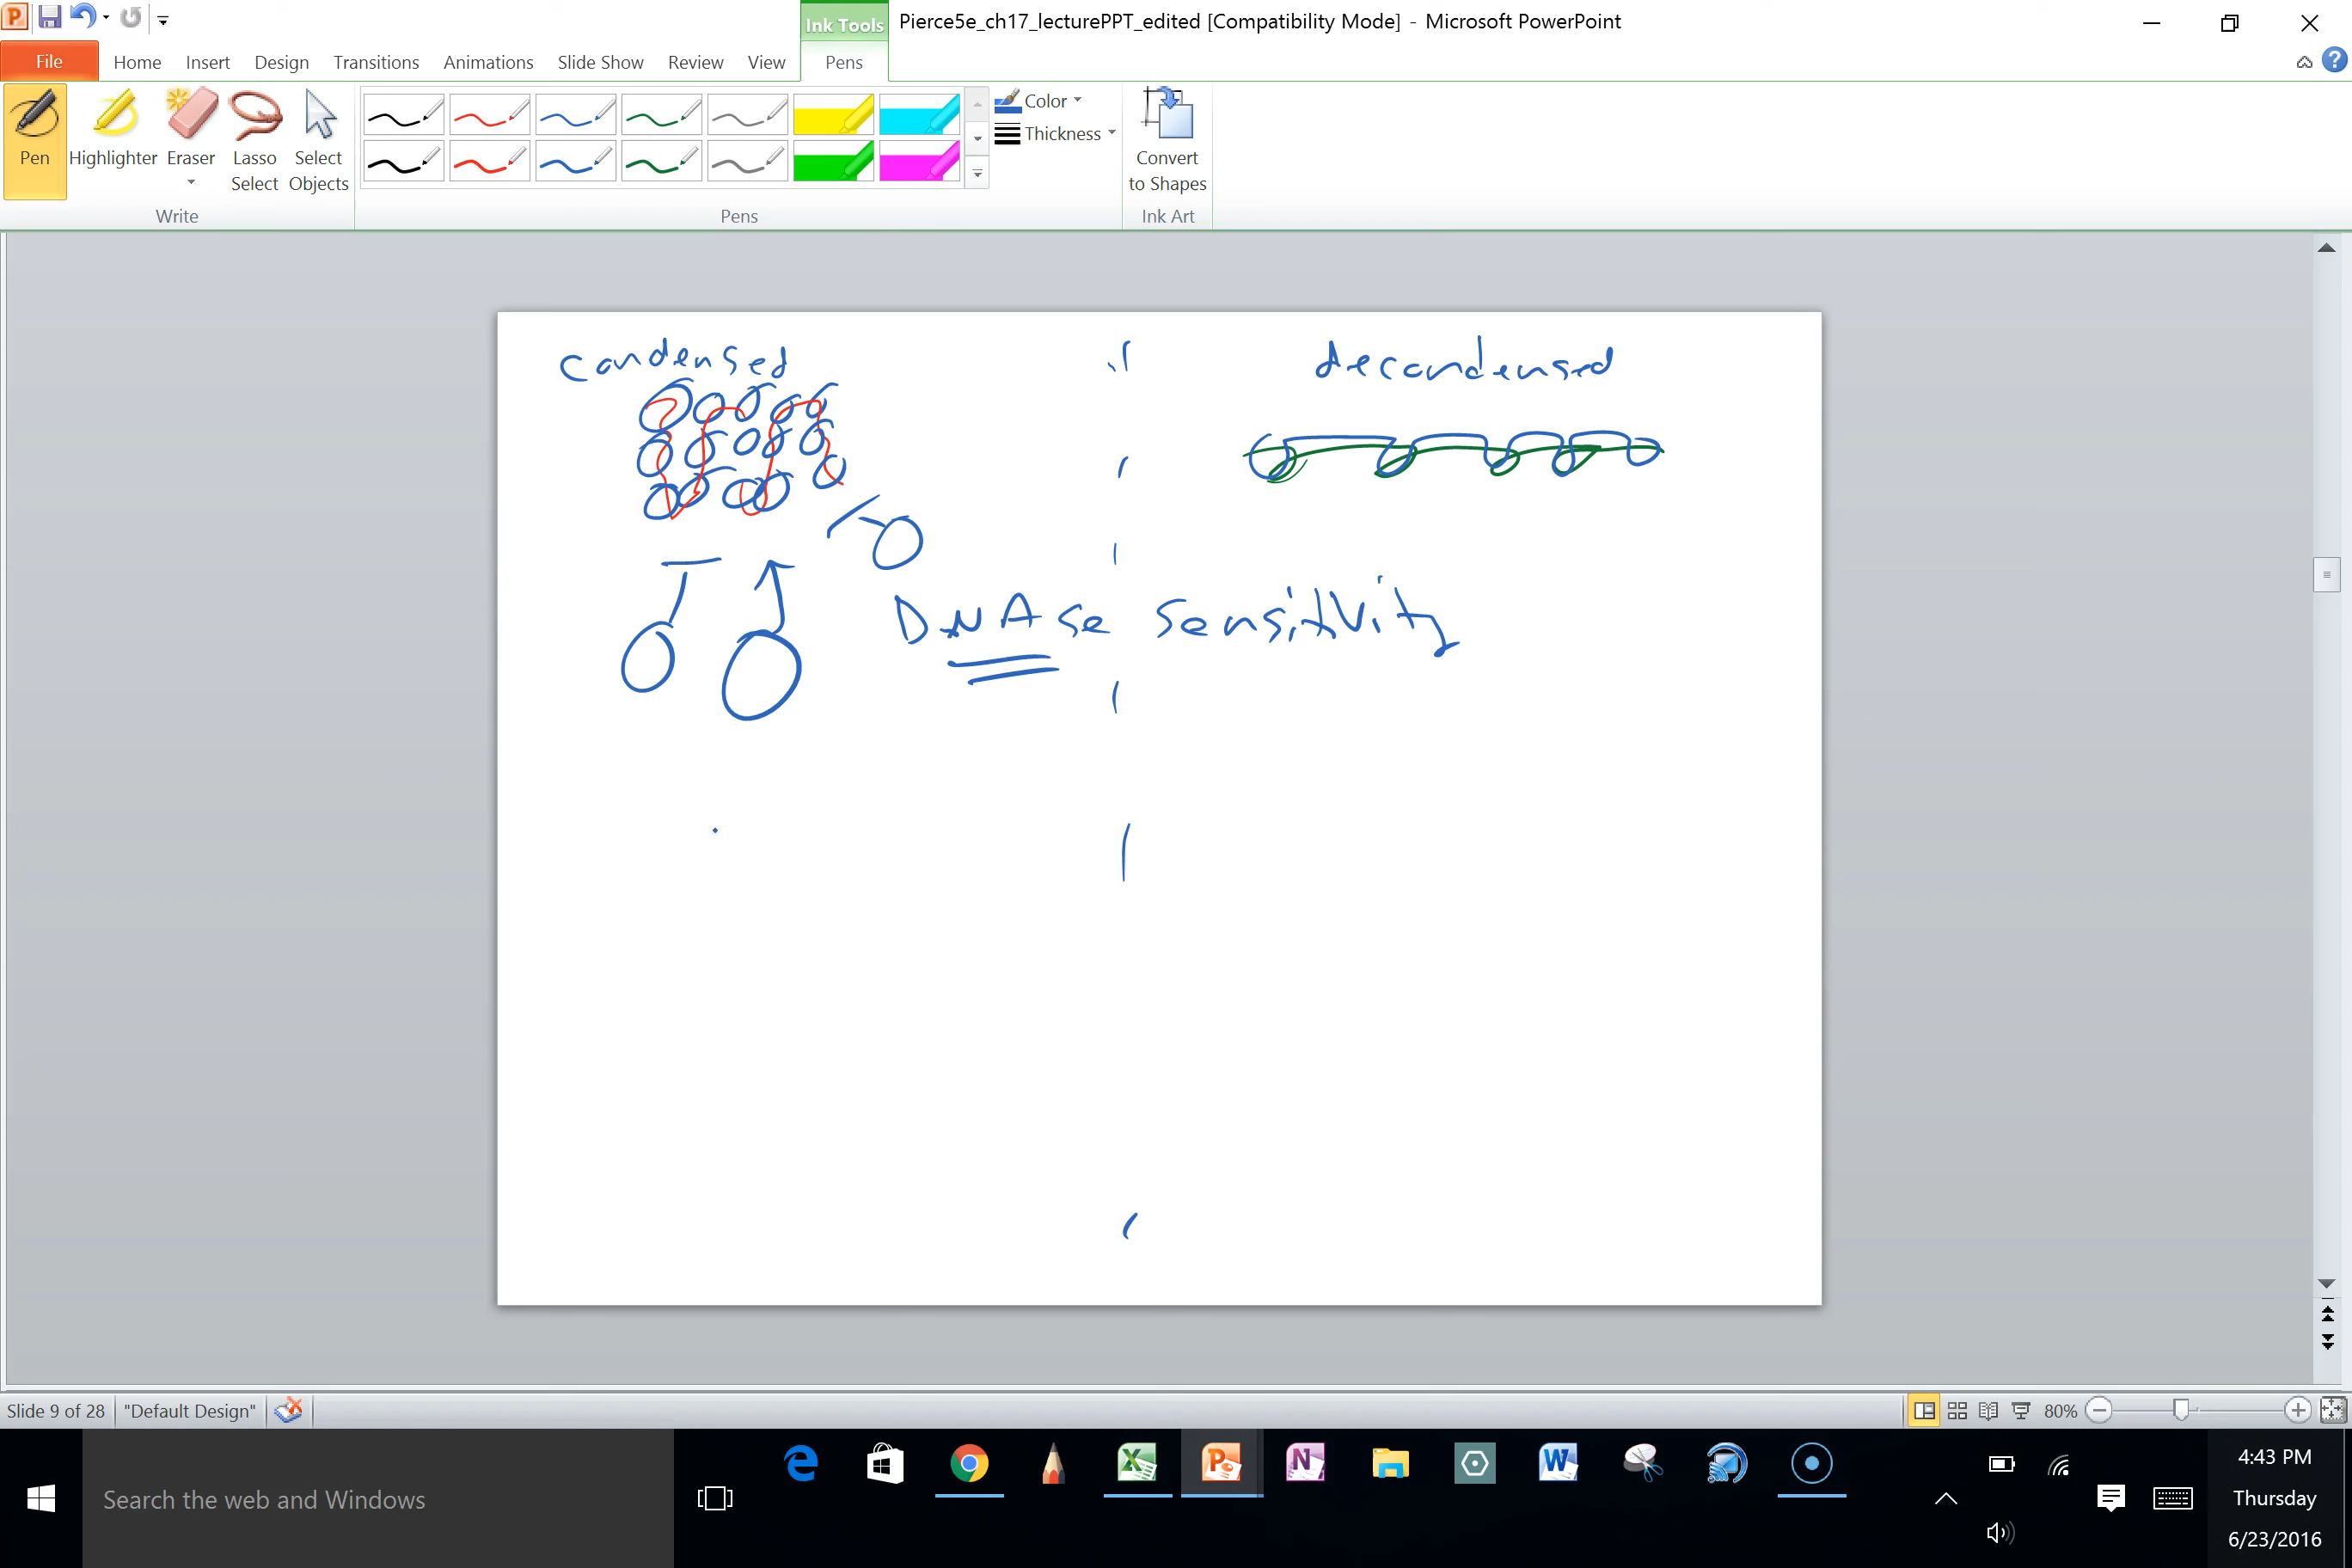 Ink Tools
Pierce5e_ch17_lecturePPT_edited [Compatibility Mode] - Microsoft PowerPoint
File Home Insert Design Transitions Animations Slide Show Review View Pens
Pen Highlighter Eraser Lasso Select Select Objects
Color
Thickness
Convert to Shapes
Write Pens Ink Art
condensed
decondensed
DNAse sensitivity
Slide 9 of 28 "Default Design" 80%
Search the web and Windows
4:43 PM
Thursday
6/23/2016